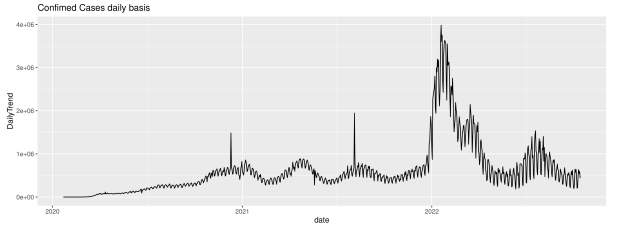 Confimed Cases daily basis
4e+06
3e+06
2e+06
1e+06
0e+00
DailyTrend
2020
2021
2022
date